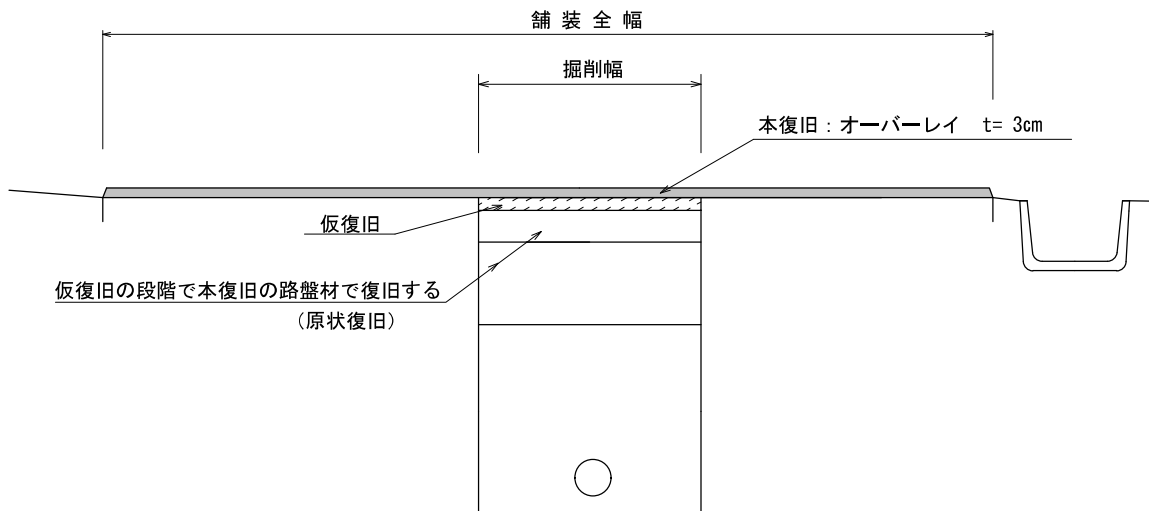 舗装全幅
掘削幅
本復旧：オーバーレイ　t= 3cm
仮復旧
仮復旧の段階で本復旧の路盤材で復旧する
（原状復旧）